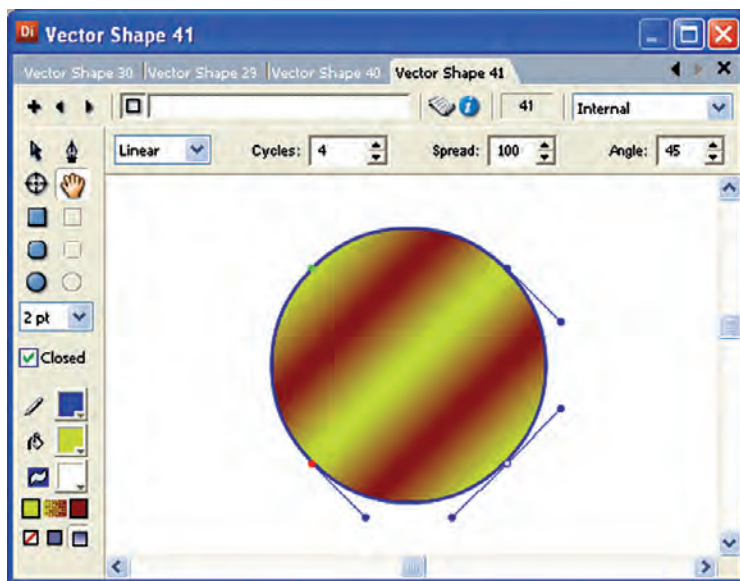 Di Vector Shape 41
Vector Shape 30 Vector Shape 29 Vector Shape 40 Vector Shape 41
41 Internal
Linear Cycles: 4 Spread: 100 Angle: 45
2 pt
Closed